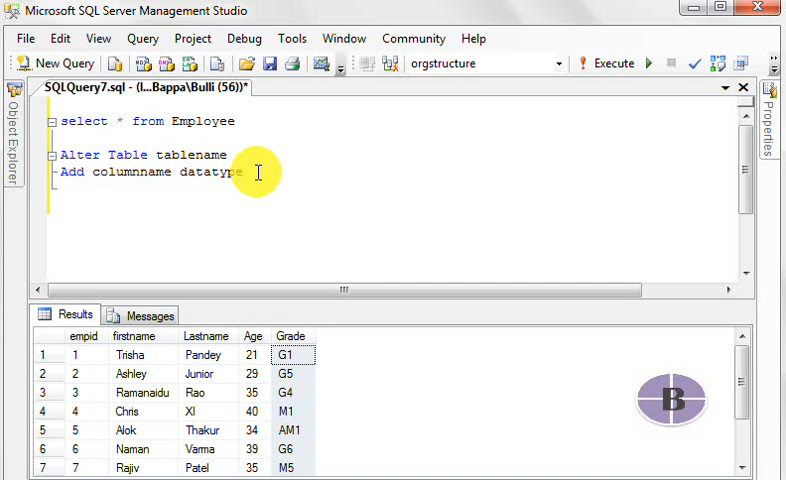 Microsoft SQL Server Management Studio
File Edit View Query Project Debug Tools Window Community Help
New Query orgstructure Execute
SQLQuery7.sql - (l...Bappa\Bulli (56))*
Object Explorer
Properties
select * from Employee
Alter Table tablename
Add columnname datatype
Results Messages
empid firstname Lastname Age Grade
1 1 Trisha Pandey 21 G1
2 2 Ashley Junior 29 G5
3 3 Ramanaidu Rao 35 G4
4 4 Chris XI 40 M1
5 5 Alok Thakur 34 AM1
6 6 Naman Varma 39 G6
7 7 Rajiv Patel 35 M5
B